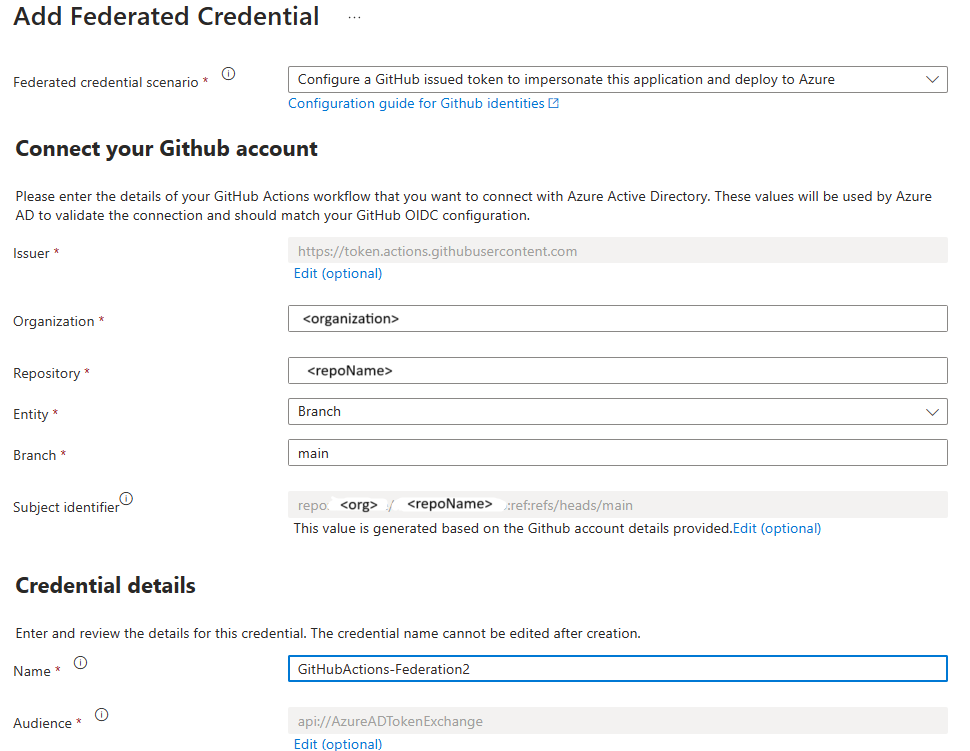 Add Federated Credential ...
Federated credential scenario * Configure a GitHub issued token to impersonate this application and deploy to Azure
Configuration guide for Github identities
Connect your Github account
Please enter the details of your GitHub Actions workflow that you want to connect with Azure Active Directory. These values will be used by Azure
AD to validate the connection and should match your GitHub OIDC configuration.
Issuer * https://token.actions.githubusercontent.com
Edit (optional)
Organization * <organization>
Repository * <repoName>
Entity * Branch
Branch * main
Subject identifier repo: <org> / <repoName> :ref:refs/heads/main
This value is generated based on the Github account details provided.Edit (optional)
Credential details
Enter and review the details for this credential. The credential name cannot be edited after creation.
Name * GitHubActions-Federation2
Audience * api://AzureADTokenExchange
Edit (optional)